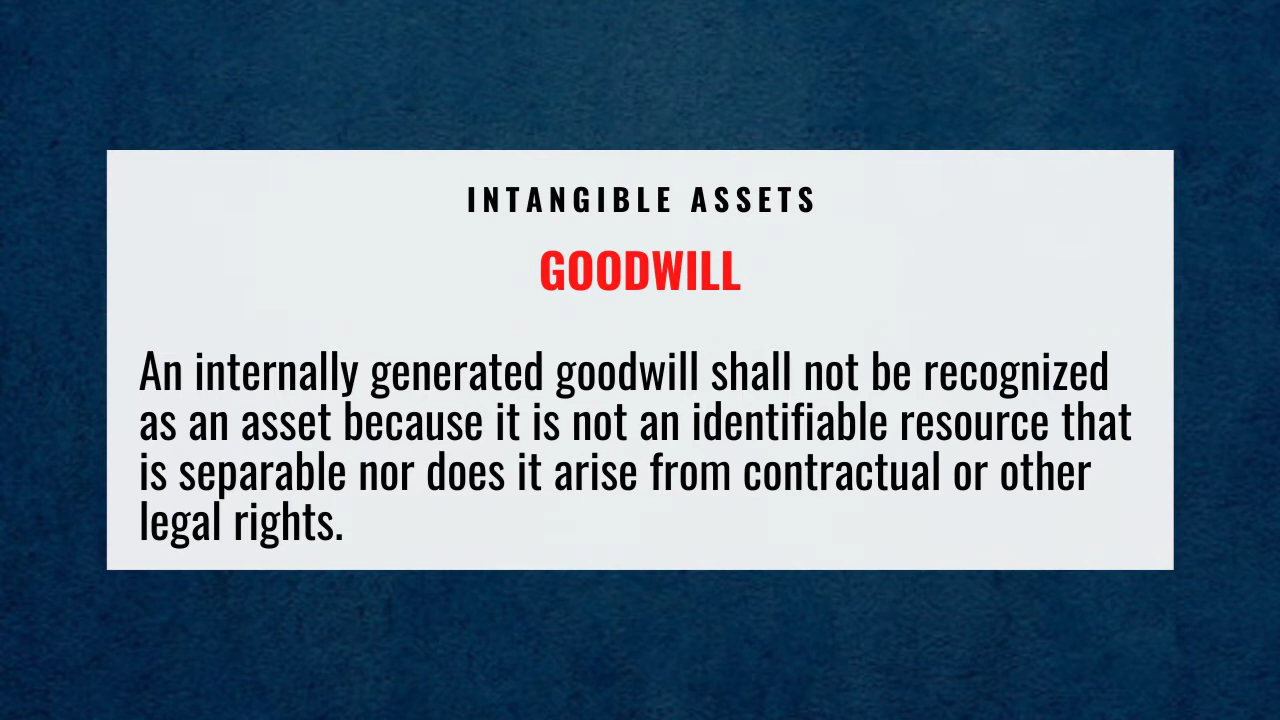 INTANGIBLE ASSETS
GOODWILL
An internally generated goodwill shall not be recognized
as an asset because it is not an identifiable resource that
is separable nor does it arise from contractual or other
legal rights.